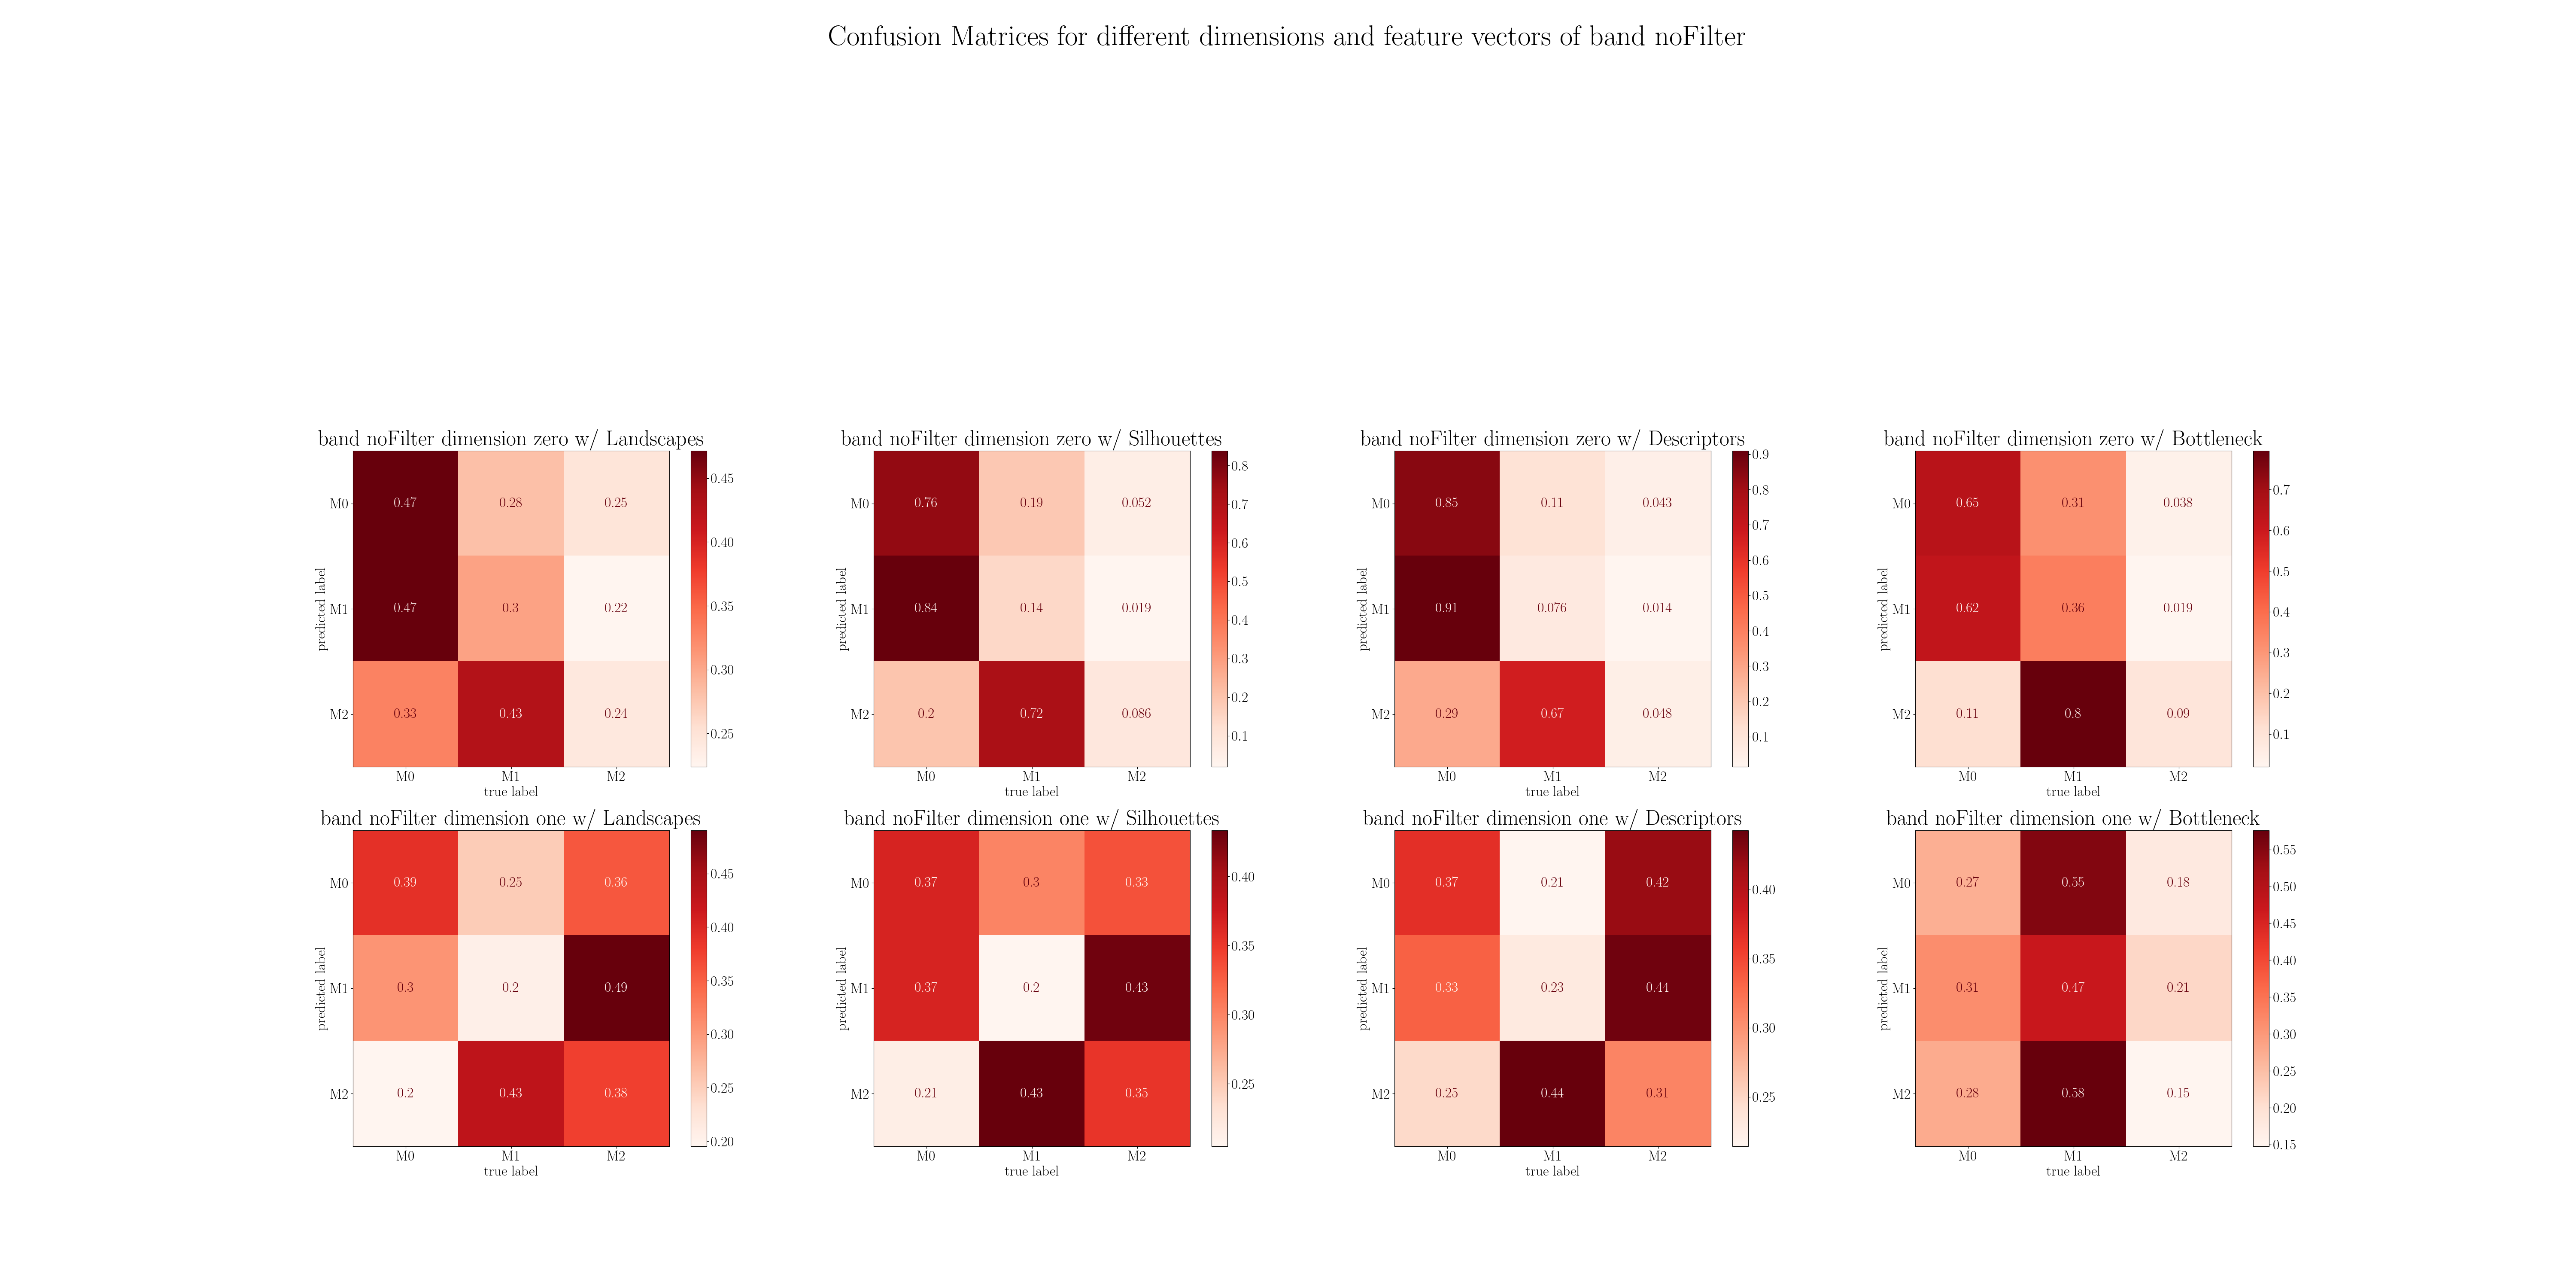 Confusion Matrices for different dimensions and feature vectors of band noFilter
band noFilter dimension zero w/ Landscapes
M0 0.47 0.28 0.25
M1 0.47 0.3 0.22
M2 0.33 0.43 0.24
M0 M1 M2
true label
predicted label
0.45
0.40
0.35
0.30
0.25
band noFilter dimension zero w/ Silhouettes
M0 0.76 0.19 0.052
M1 0.84 0.14 0.019
M2 0.2 0.72 0.086
M0 M1 M2
true label
predicted label
0.8
0.7
0.6
0.5
0.4
0.3
0.2
0.1
band noFilter dimension zero w/ Descriptors
M0 0.85 0.11 0.043
M1 0.91 0.076 0.014
M2 0.29 0.67 0.048
M0 M1 M2
true label
predicted label
0.9
0.8
0.7
0.6
0.5
0.4
0.3
0.2
0.1
band noFilter dimension zero w/ Bottleneck
M0 0.65 0.31 0.038
M1 0.62 0.36 0.019
M2 0.11 0.8 0.09
M0 M1 M2
true label
predicted label
0.7
0.6
0.5
0.4
0.3
0.2
0.1
band noFilter dimension one w/ Landscapes
M0 0.39 0.25 0.36
M1 0.3 0.2 0.49
M2 0.2 0.43 0.38
M0 M1 M2
true label
predicted label
0.45
0.40
0.35
0.30
0.25
0.20
band noFilter dimension one w/ Silhouettes
M0 0.37 0.3 0.33
M1 0.37 0.2 0.43
M2 0.21 0.43 0.35
M0 M1 M2
true label
predicted label
0.40
0.35
0.30
0.25
band noFilter dimension one w/ Descriptors
M0 0.37 0.21 0.42
M1 0.33 0.23 0.44
M2 0.25 0.44 0.31
M0 M1 M2
true label
predicted label
0.40
0.35
0.30
0.25
band noFilter dimension one w/ Bottleneck
M0 0.27 0.55 0.18
M1 0.31 0.47 0.21
M2 0.28 0.58 0.15
M0 M1 M2
true label
predicted label
0.55
0.50
0.45
0.40
0.35
0.30
0.25
0.20
0.15